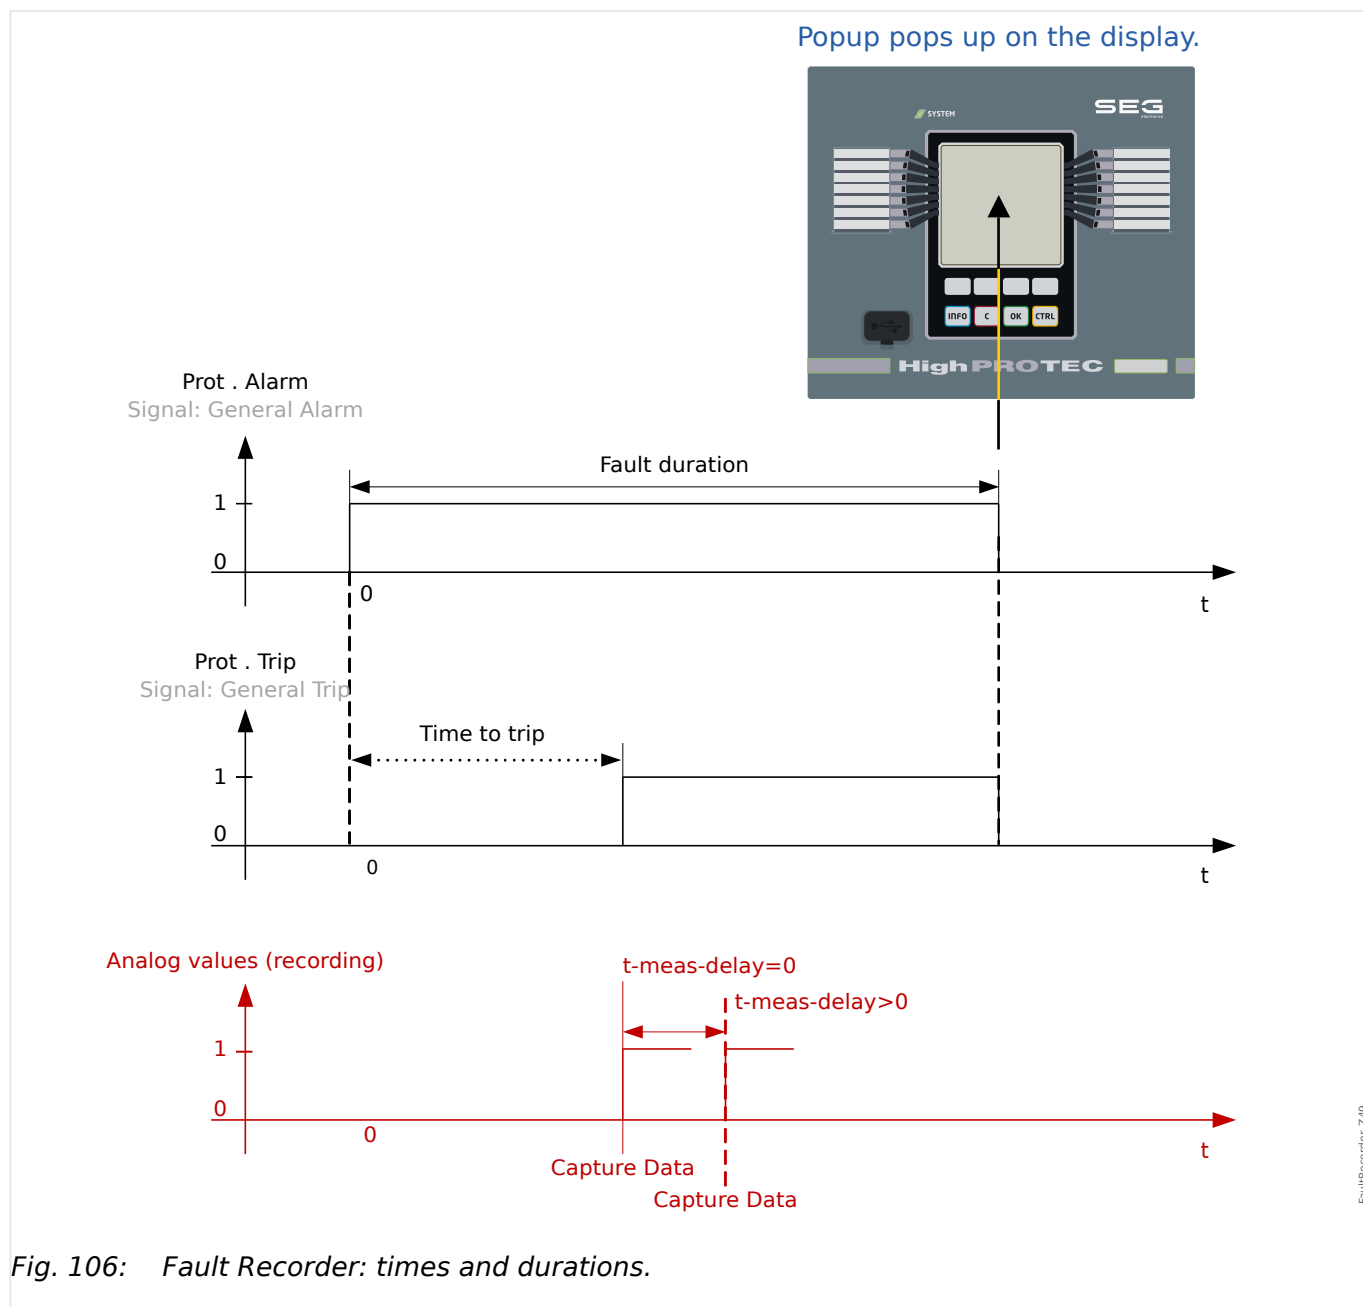 Popup pops up on the display.
SYSTEM
SEG
INFO
C
OK
CTRL
HighPROTEC
Prot . Alarm
Signal: General Alarm
Fault duration
1
0
0
t
Prot . Trip
Signal: General Trip
Time to trip
1
0
0
t
Analog values (recording)
t-meas-delay=0
t-meas-delay>0
1
0
0
t
Capture Data
Capture Data
FaultRecorder_Z49
Fig. 106: Fault Recorder: times and durations.